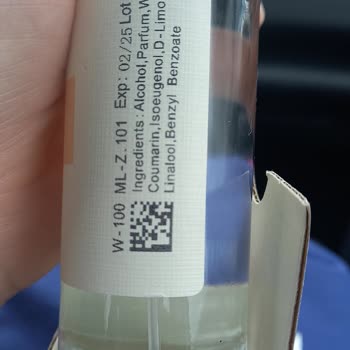 W-100 ML-Z.101 Exp: 02/25 Lot
Ingredients : Alcohol,Parfum,W
Coumarin,Isoeugenol,D-Limo
Linalool,Benzyl Benzoate